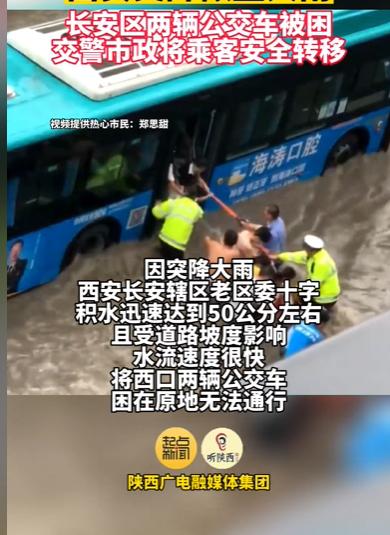 长安区两辆公交车被困
交警市政将乘客安全转移
视频提供热心市民：郑思甜
海涛口腔
因突降大雨
西安长安辖区老区委十字
积水迅速达到50公分左右
且受道路坡度影响
水流速度很快
将西口两辆公交车
困在原地无法通行
起点
新闻
听陕西
陕西广电融媒体集团